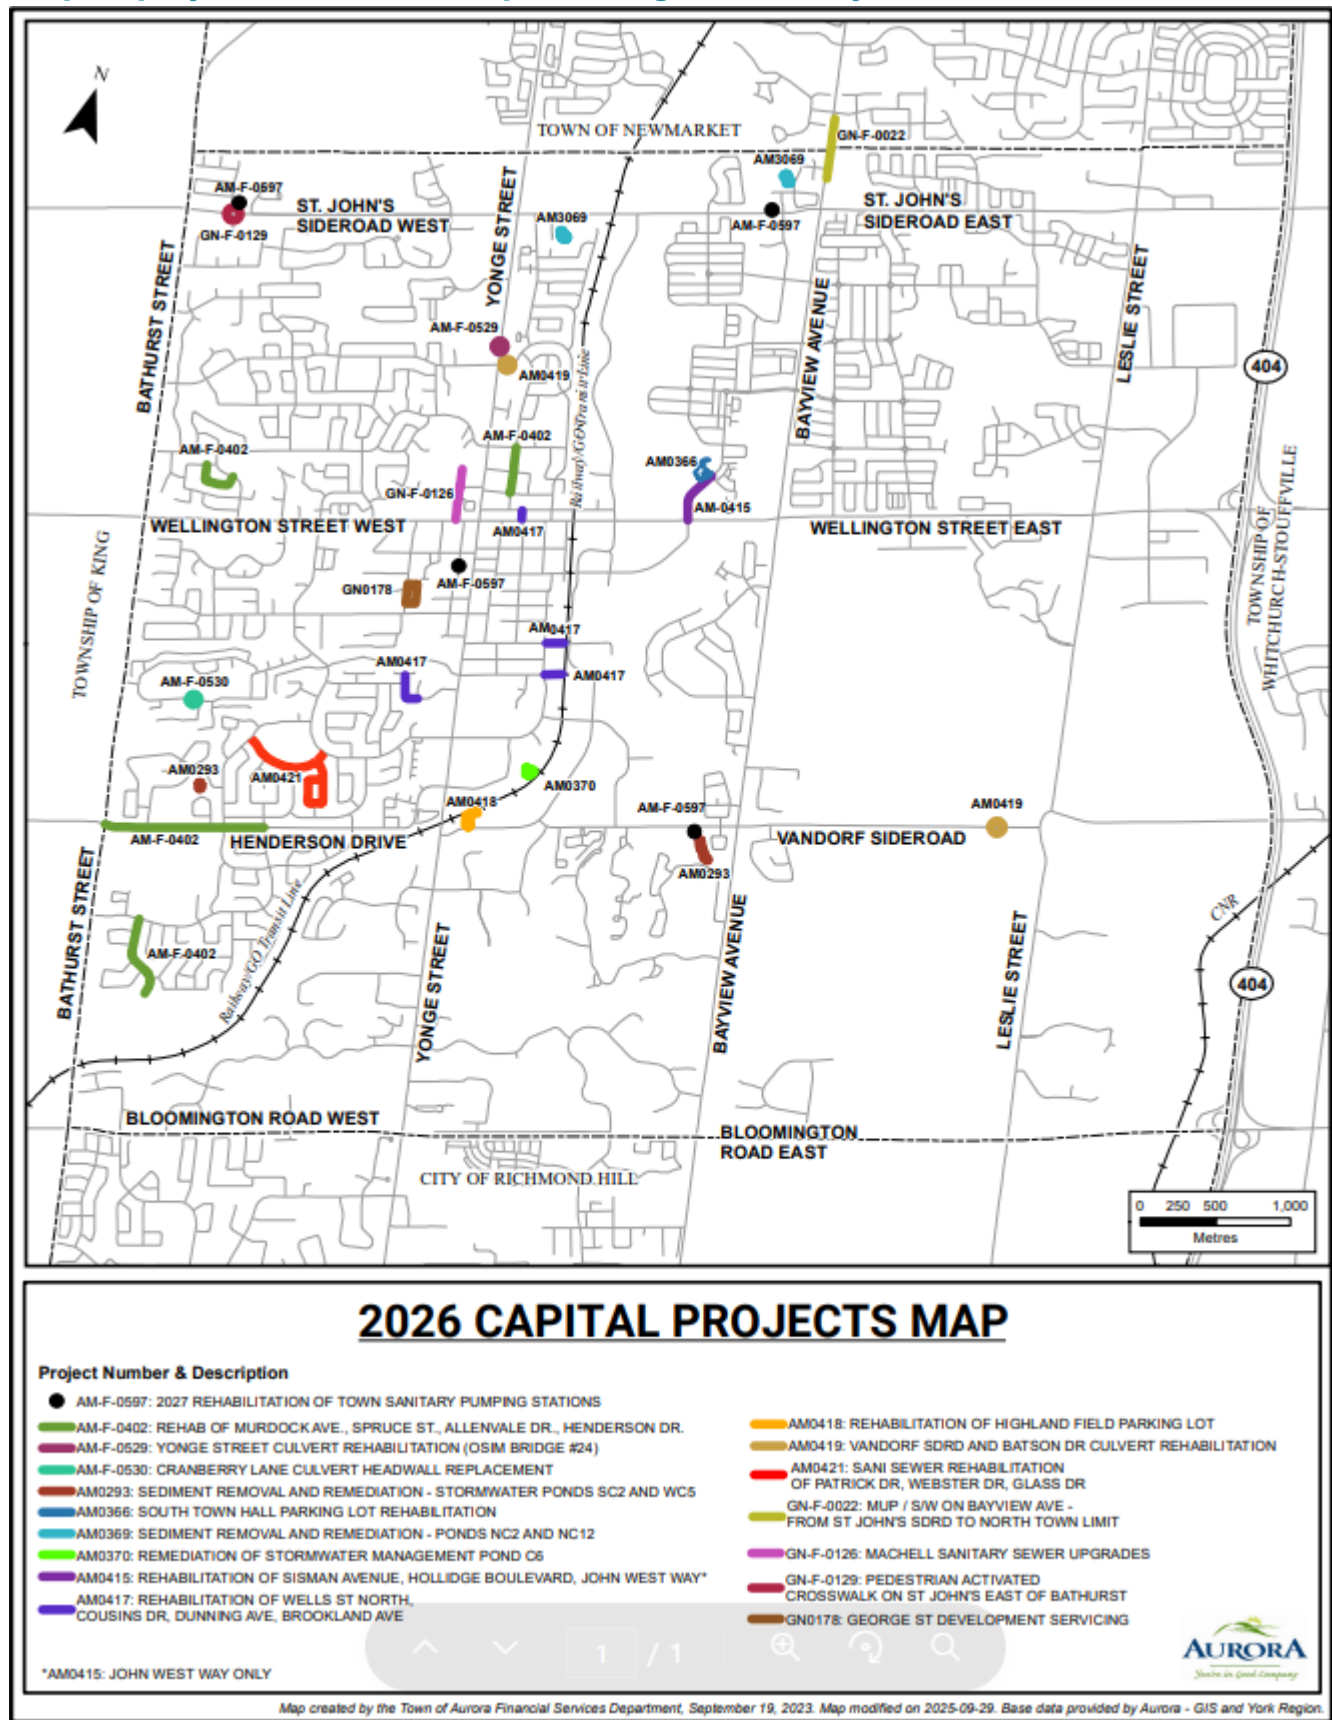 N
TOWN OF NEWMARKET
GN-F-0022
AM3069
AM-F-0597
ST. JOHN'S
SIDEROAD WEST
GN-F-0129
YONGE STREET
AM3069
AM-F-0597
ST. JOHN'S
SIDEROAD EAST
BATHURST STREET
LESLIE STREET
BAYVIEW AVENUE
AM-F-0529
AM0419
Railway/GO Transit Line
404
AM-F-0402
AM-F-0402
AM0366
GN-F-0126
AM-0415
WELLINGTON STREET WEST
AM0417
WELLINGTON STREET EAST
TOWNSHIP OF
WHITCHURCH-STOUFFVILLE
TOWNSHIP OF KING
AM-F-0597
GN0178
AM0417
AM0417
AM0417
AM-F-0530
AM0293
AM0421
AM0370
AM0418
AM-F-0597
AM0419
AM-F-0402
HENDERSON DRIVE
VANDORF SIDEROAD
AM0293
BATHURST STREET
Railway/GO Transit Line
AM-F-0402
YONGE STREET
BAYVIEW AVENUE
LESLIE STREET
CNR
404
BLOOMINGTON ROAD WEST
BLOOMINGTON
ROAD EAST
CITY OF RICHMOND HILL
0 250 500 1,000
Metres
2026 CAPITAL PROJECTS MAP
Project Number & Description
AM-F-0597: 2027 REHABILITATION OF TOWN SANITARY PUMPING STATIONS
AM-F-0402: REHAB OF MURDOCK AVE., SPRUCE ST., ALLENVALE DR., HENDERSON DR.
AM-F-0529: YONGE STREET CULVERT REHABILITATION (OSIM BRIDGE #24)
AM-F-0530: CRANBERRY LANE CULVERT HEADWALL REPLACEMENT
AM0293: SEDIMENT REMOVAL AND REMEDIATION - STORMWATER PONDS SC2 AND WC5
AM0366: SOUTH TOWN HALL PARKING LOT REHABILITATION
AM0369: SEDIMENT REMOVAL AND REMEDIATION - PONDS NC2 AND NC12
AM0370: REMEDIATION OF STORMWATER MANAGEMENT POND C6
AM0415: REHABILITATION OF SISMAN AVENUE, HOLLIDGE BOULEVARD, JOHN WEST WAY*
AM0417: REHABILITATION OF WELLS ST NORTH,
COUSINS DR, DUNNING AVE, BROOKLAND AVE
AM0418: REHABILITATION OF HIGHLAND FIELD PARKING LOT
AM0419: VANDORF SDRD AND BATSON DR CULVERT REHABILITATION
AM0421: SANI SEWER REHABILITATION
OF PATRICK DR, WEBSTER DR, GLASS DR
GN-F-0022: MUP / S/W ON BAYVIEW AVE -
FROM ST JOHN'S SDRD TO NORTH TOWN LIMIT
GN-F-0126: MACHELL SANITARY SEWER UPGRADES
GN-F-0129: PEDESTRIAN ACTIVATED
CROSSWALK ON ST JOHN'S EAST OF BATHURST
GN0178: GEORGE ST DEVELOPMENT SERVICING
1 / 1
*AM0415: JOHN WEST WAY ONLY
AURORA
You're in Good Company
Map created by the Town of Aurora Financial Services Department, September 19, 2023. Map modified on 2025-09-29. Base data provided by Aurora - GIS and York Region.